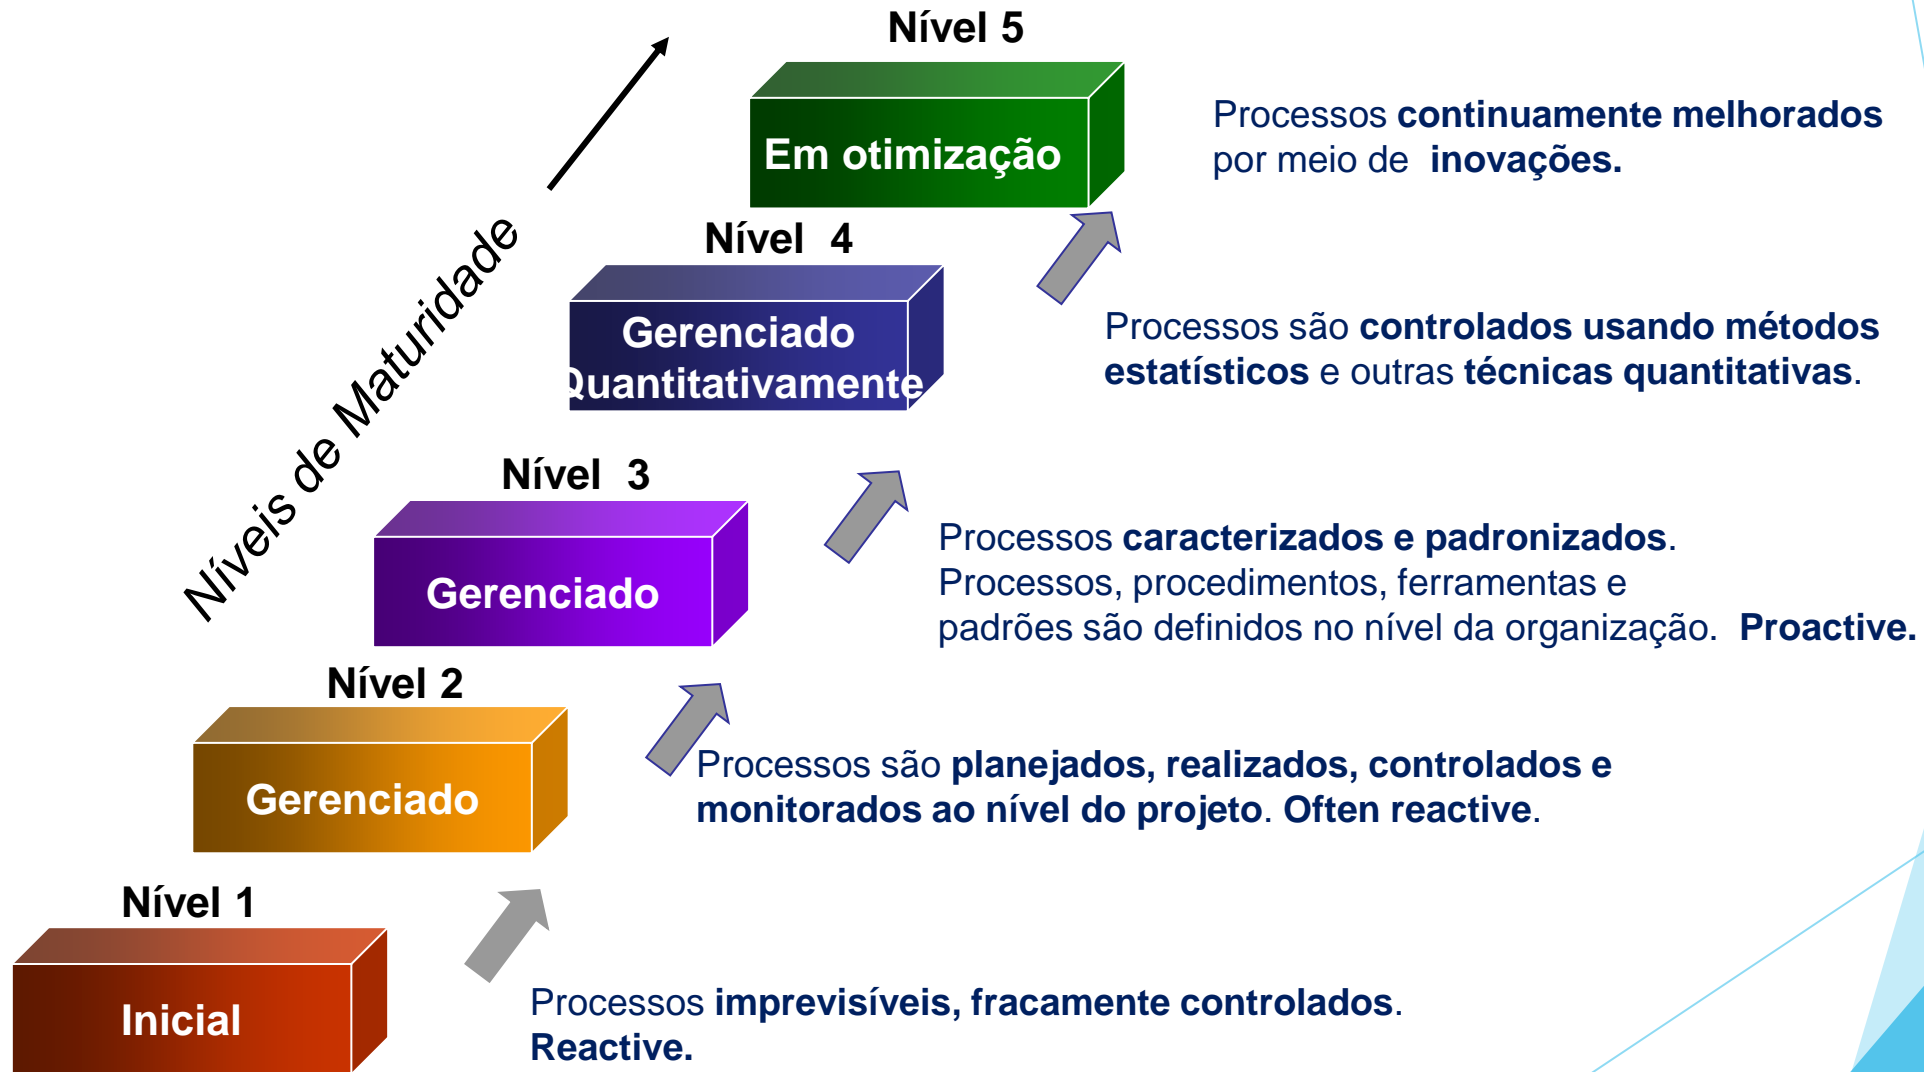 Níveis de Maturidade
Nível 5
Em otimização
Processos continuamente melhorados
por meio de inovações.
Nível 4
Gerenciado
Quantitativamente
Processos são controlados usando métodos
estatísticos e outras técnicas quantitativas.
Nível 3
Gerenciado
Processos caracterizados e padronizados.
Processos, procedimentos, ferramentas e
padrões são definidos no nível da organização. Proactive.
Nível 2
Gerenciado
Processos são planejados, realizados, controlados e
monitorados ao nível do projeto. Often reactive.
Nível 1
Inicial
Processos imprevisíveis, fracamente controlados.
Reactive.